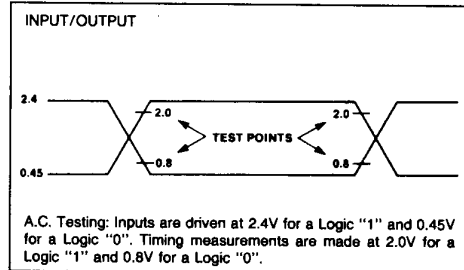 INPUT/OUTPUT
2.4
2.0
2.0
TEST POINTS
0.8
0.8
0.45
A.C. Testing: Inputs are driven at 2.4V for a Logic "1" and 0.45V
for a Logic "0". Timing measurements are made at 2.0V for a
Logic "1" and 0.8V for a Logic "0".